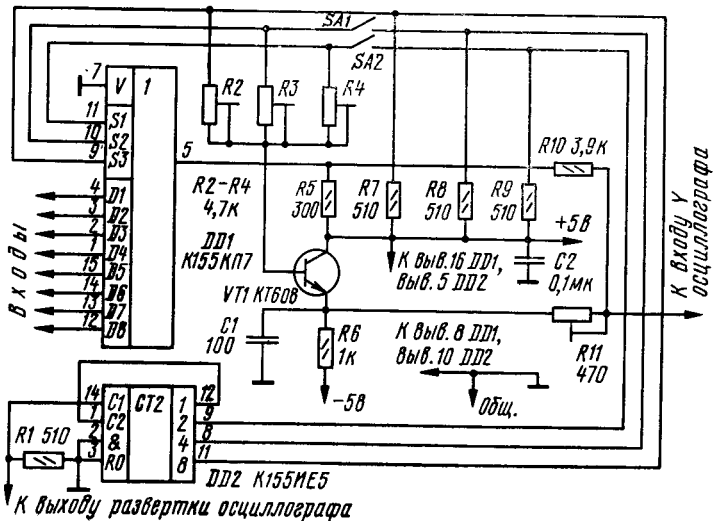 SA1
SA2
7 V 1
11 S1
10 S2
9 S3
5
4 D1
3 D2
2 D3
1 D4
15 D5
14 D6
13 D7
12 D8
Входы
R2 R3 R4
R2-R4
4,7к
DD1
К155КП7
R5
300
R7
510
R8
510
R9
510
R10 3,9к
+5В
С2
0,1мк
К выв.16 DD1,
выв.5 DD2
VT1 КТ608
С1
100
R6
1к
-5В
К выв.8 DD1,
выв.10 DD2
Общ.
R11
470
К входу Y
осциллографа
14 C1 CT2 1 12
1 C2 2 9
2 & 4 8
3 R0 8 11
R1 510
DD2 К155ИЕ5
К выходу развертки осциллографа